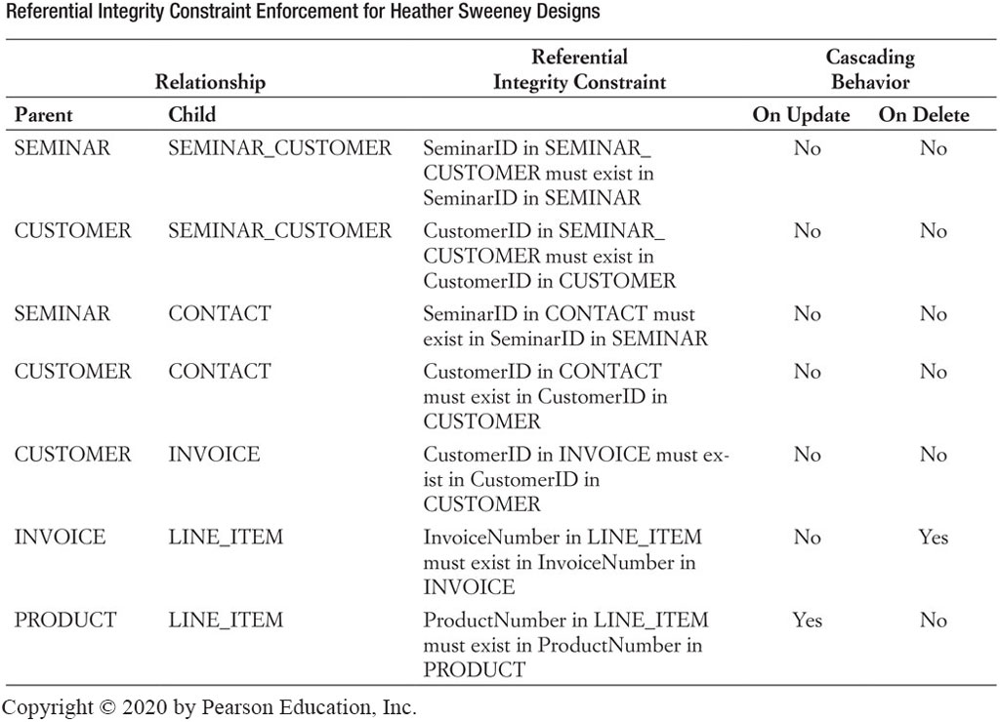 Referential Integrity Constraint Enforcement for Heather Sweeney Designs
Relationship Referential Integrity Constraint Cascading Behavior
Parent Child On Update On Delete
SEMINAR SEMINAR_CUSTOMER SeminarID in SEMINAR_ No No
CUSTOMER must exist in
SeminarID in SEMINAR
CUSTOMER SEMINAR_CUSTOMER CustomerID in SEMINAR_ No No
CUSTOMER must exist in
CustomerID in CUSTOMER
SEMINAR CONTACT SeminarID in CONTACT must No No
exist in SeminarID in SEMINAR
CUSTOMER CONTACT CustomerID in CONTACT No No
must exist in CustomerID in
CUSTOMER
CUSTOMER INVOICE CustomerID in INVOICE must ex- No No
ist in CustomerID in
CUSTOMER
INVOICE LINE_ITEM InvoiceNumber in LINE_ITEM No Yes
must exist in InvoiceNumber in
INVOICE
PRODUCT LINE_ITEM ProductNumber in LINE_ITEM Yes No
must exist in ProductNumber in
PRODUCT
Copyright © 2020 by Pearson Education, Inc.